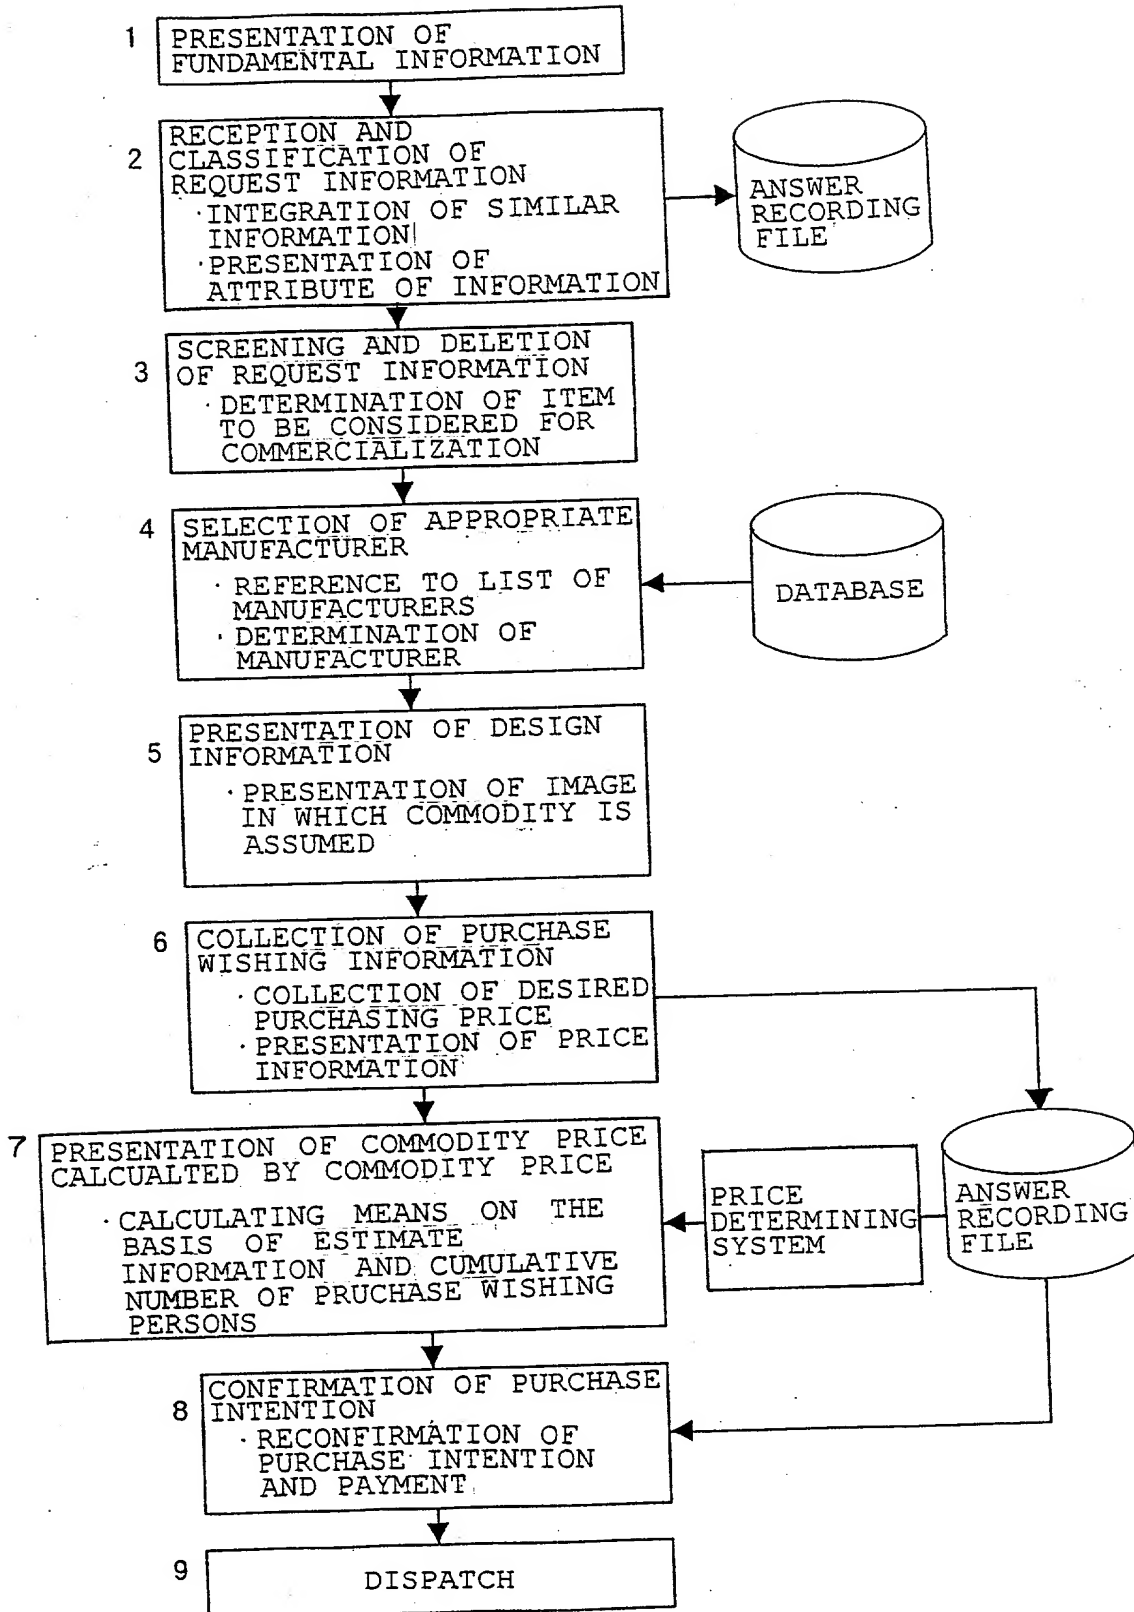 1
PRESENTATION OF
FUNDAMENTAL INFORMATION
2
RECEPTION AND
CLASSIFICATION OF
REQUEST INFORMATION
·INTEGRATION OF SIMILAR
INFORMATION
·PRESENTATION OF
ATTRIBUTE OF INFORMATION
ANSWER
RECORDING
FILE
3
SCREENING AND DELETION
OF REQUEST INFORMATION
·DETERMINATION OF ITEM
TO BE CONSIDERED FOR
COMMERCIALIZATION
4
SELECTION OF APPROPRIATE
MANUFACTURER
·REFERENCE TO LIST OF
MANUFACTURERS
·DETERMINATION OF
MANUFACTURER
DATABASE
5
PRESENTATION OF DESIGN
INFORMATION
·PRESENTATION OF IMAGE
IN WHICH COMMODITY IS
ASSUMED
6
COLLECTION OF PURCHASE
WISHING INFORMATION
·COLLECTION OF DESIRED
PURCHASING PRICE
·PRESENTATION OF PRICE
INFORMATION
7
PRESENTATION OF COMMODITY PRICE
CALCUALTED BY COMMODITY PRICE
·CALCULATING MEANS ON THE
BASIS OF ESTIMATE
INFORMATION AND CUMULATIVE
NUMBER OF PRUCHASE WISHING
PERSONS
PRICE
DETERMINING
SYSTEM
ANSWER
RECORDING
FILE
8
CONFIRMATION OF PURCHASE
INTENTION
·RECONFIRMATION OF
PURCHASE INTENTION
AND PAYMENT
9
DISPATCH